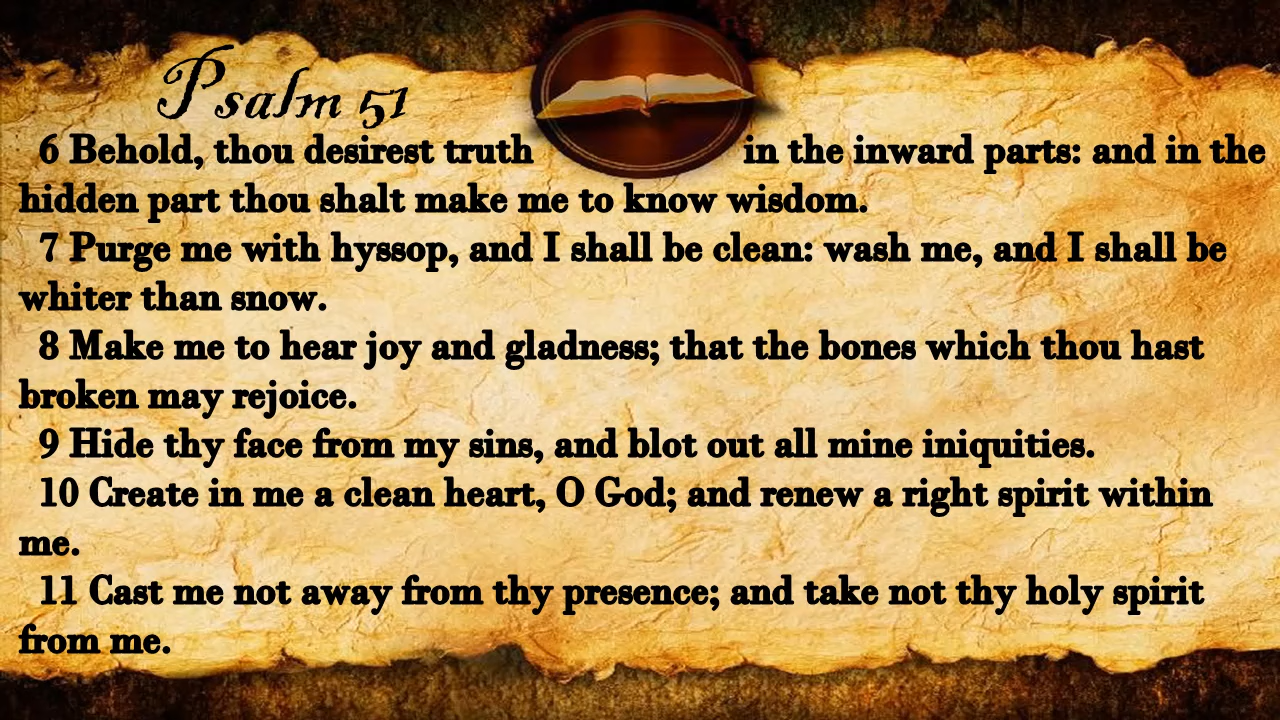 Psalm 51
6 Behold, thou desirest truth in the inward parts: and in the
hidden part thou shalt make me to know wisdom.
7 Purge me with hyssop, and I shall be clean: wash me, and I shall be
whiter than snow.
8 Make me to hear joy and gladness; that the bones which thou hast
broken may rejoice.
9 Hide thy face from my sins, and blot out all mine iniquities.
10 Create in me a clean heart, O God; and renew a right spirit within
me.
11 Cast me not away from thy presence; and take not thy holy spirit
from me.